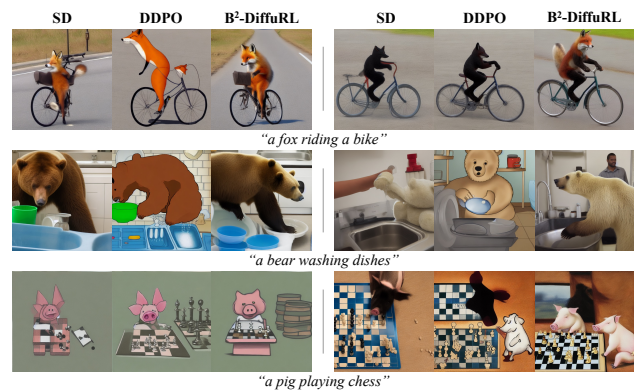 SD DDPO B²-DiffuRL SD DDPO B²-DiffuRL
“a fox riding a bike”
“a bear washing dishes”
“a pig playing chess”